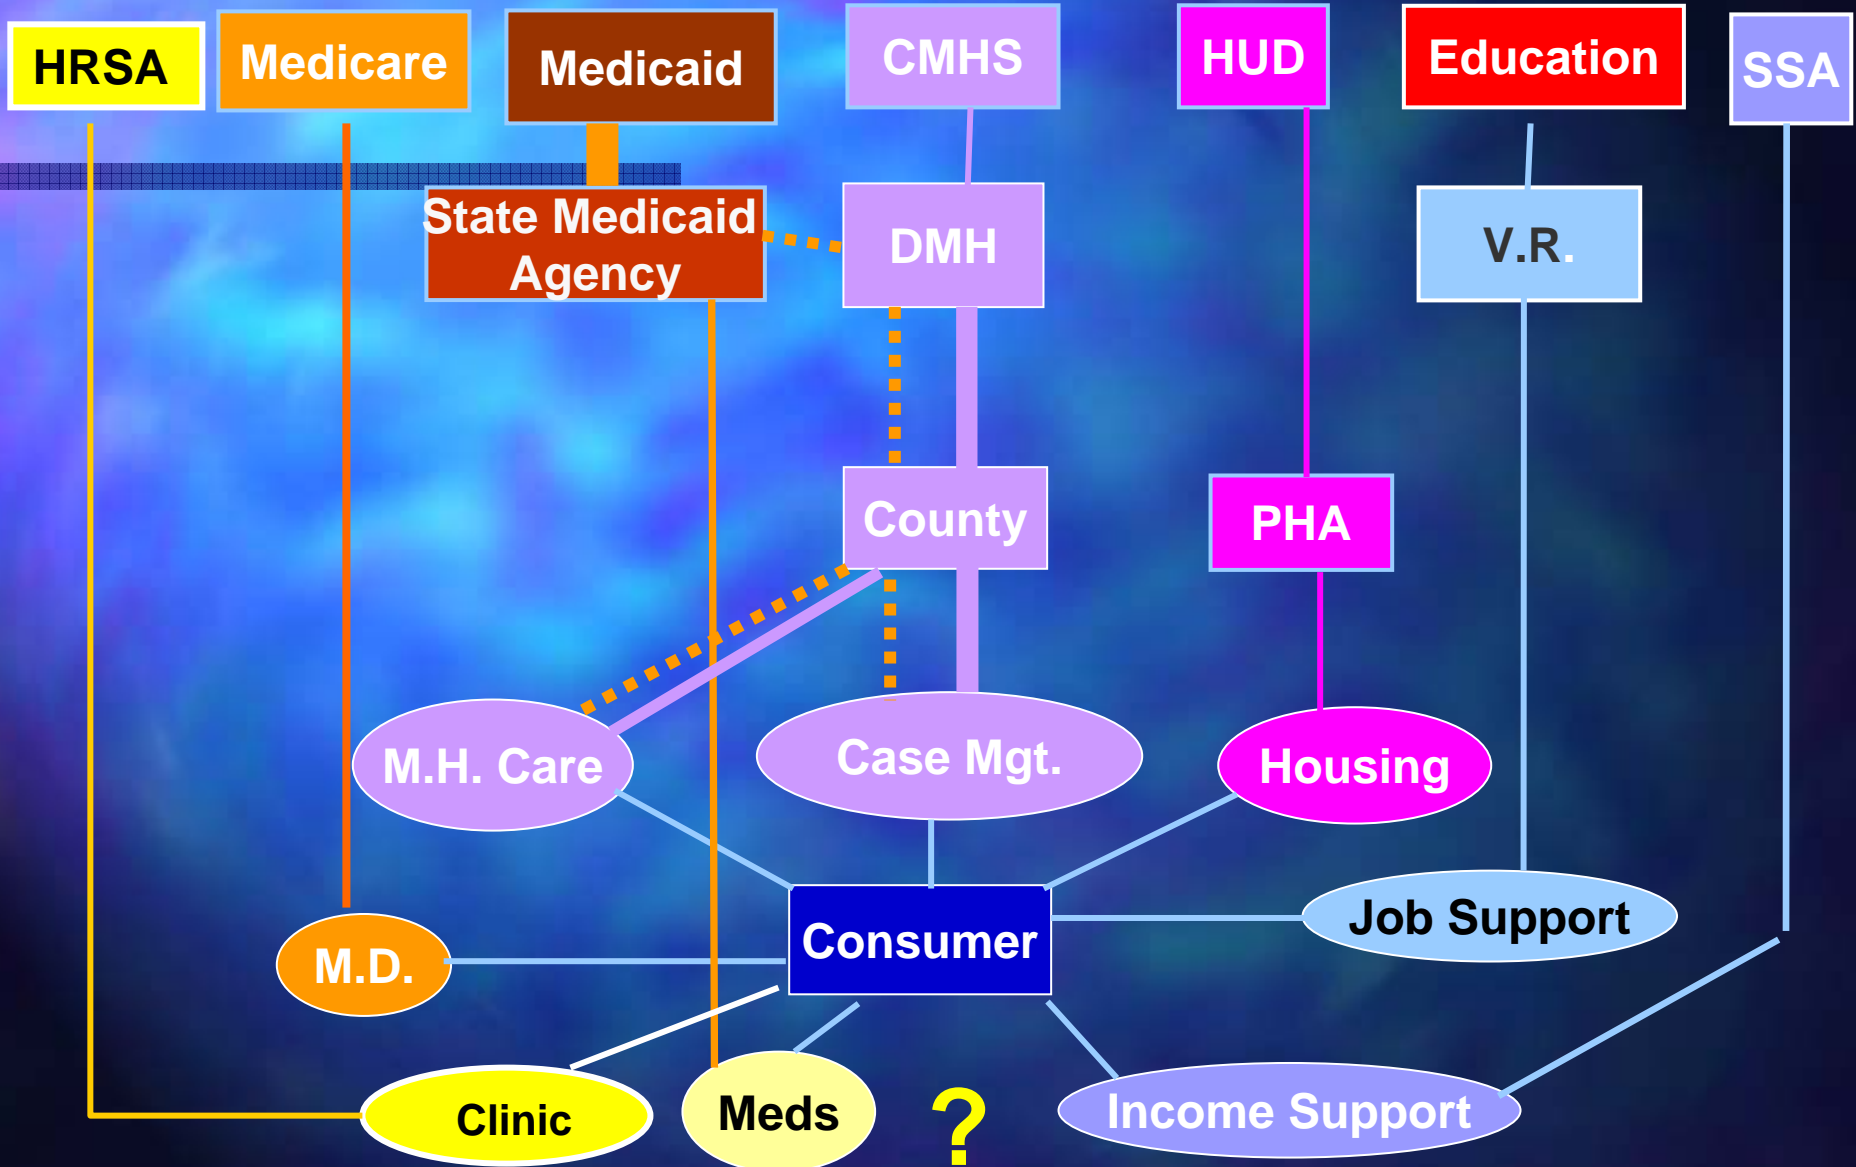 HRSA
Medicare
Medicaid
CMHS
HUD
Education
SSA
State Medicaid
Agency
DMH
V.R.
County
PHA
M.H. Care
Case Mgt.
Housing
Job Support
Consumer
M.D.
Clinic
Meds
?
Income Support